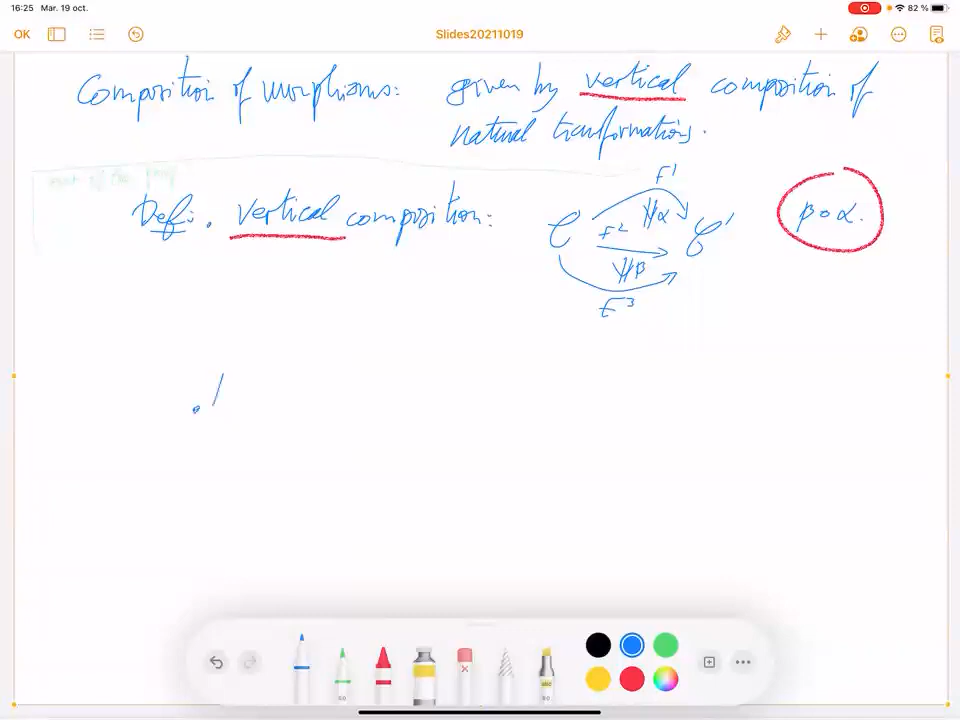 16:25 Mar. 19 oct. 82 %
OK Slides20211019
Composition of morphisms: given by vertical composition of
natural transformations.
Def: . vertical composition: C C' F¹ α F² β F³ β∘α.